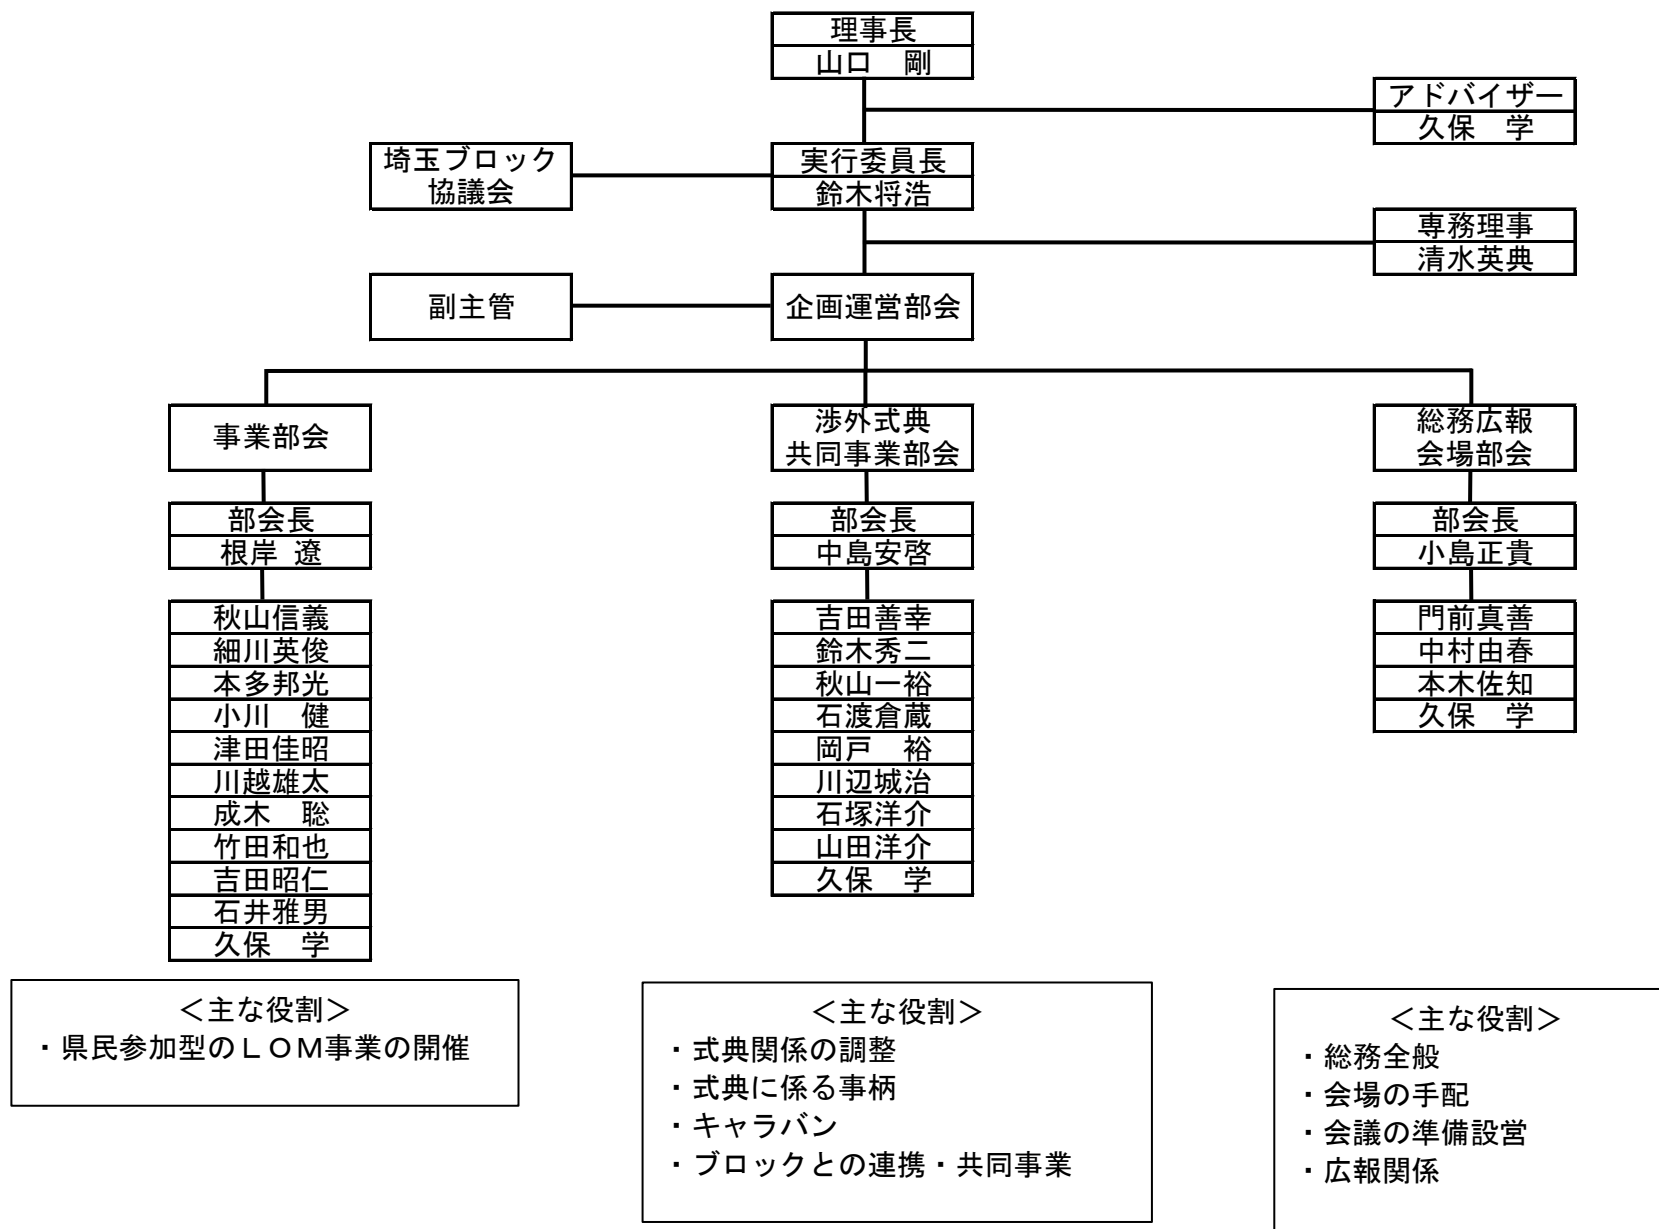 理事長
山口　剛
アドバイザー
久保　学
埼玉ブロック
協議会
実行委員長
鈴木将浩
専務理事
清水英典
副主管
企画運営部会
事業部会
渉外式典
共同事業部会
総務広報
会場部会
部会長
根岸 遼
部会長
中島安啓
部会長
小島正貴
秋山信義
細川英俊
本多邦光
小川　健
津田佳昭
川越雄太
成木　聡
竹田和也
吉田昭仁
石井雅男
久保　学
吉田善幸
鈴木秀二
秋山一裕
石渡倉蔵
岡戸　裕
川辺城治
石塚洋介
山田洋介
久保　学
門前真善
中村由春
本木佐知
久保　学
＜主な役割＞
・県民参加型のＬＯＭ事業の開催
＜主な役割＞
・式典関係の調整
・式典に係る事柄
・キャラバン
・ブロックとの連携・共同事業
＜主な役割＞
・総務全般
・会場の手配
・会議の準備設営
・広報関係